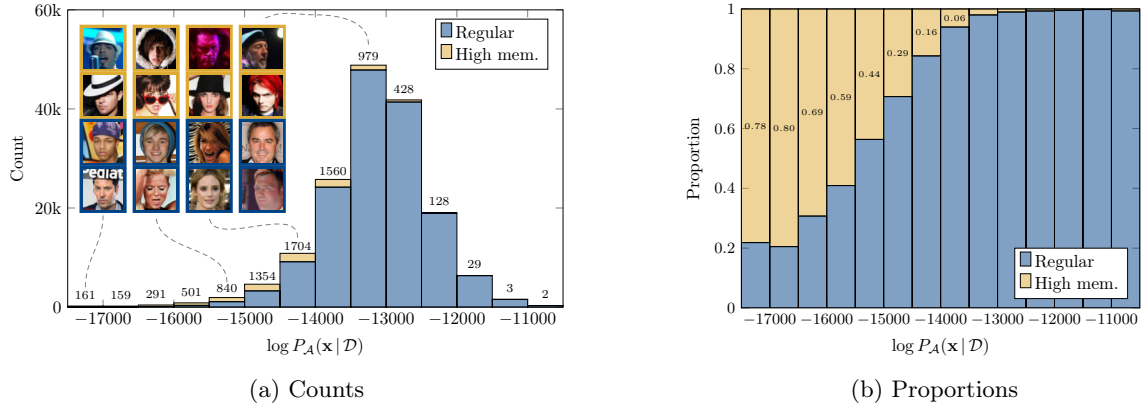 60k
40k
20k
0
Count
Regular
High mem.
161
159
291
501
840
1354
1704
1560
979
428
128
29
3
2
−17000 −16000 −15000 −14000 −13000 −12000 −11000
log P_A(x | D)
(a) Counts
1
0.8
0.6
0.4
0.2
0
Proportion
0.78
0.80
0.69
0.59
0.44
0.29
0.16
0.06
Regular
High mem.
−17000 −16000 −15000 −14000 −13000 −12000 −11000
log P_A(x | D)
(b) Proportions